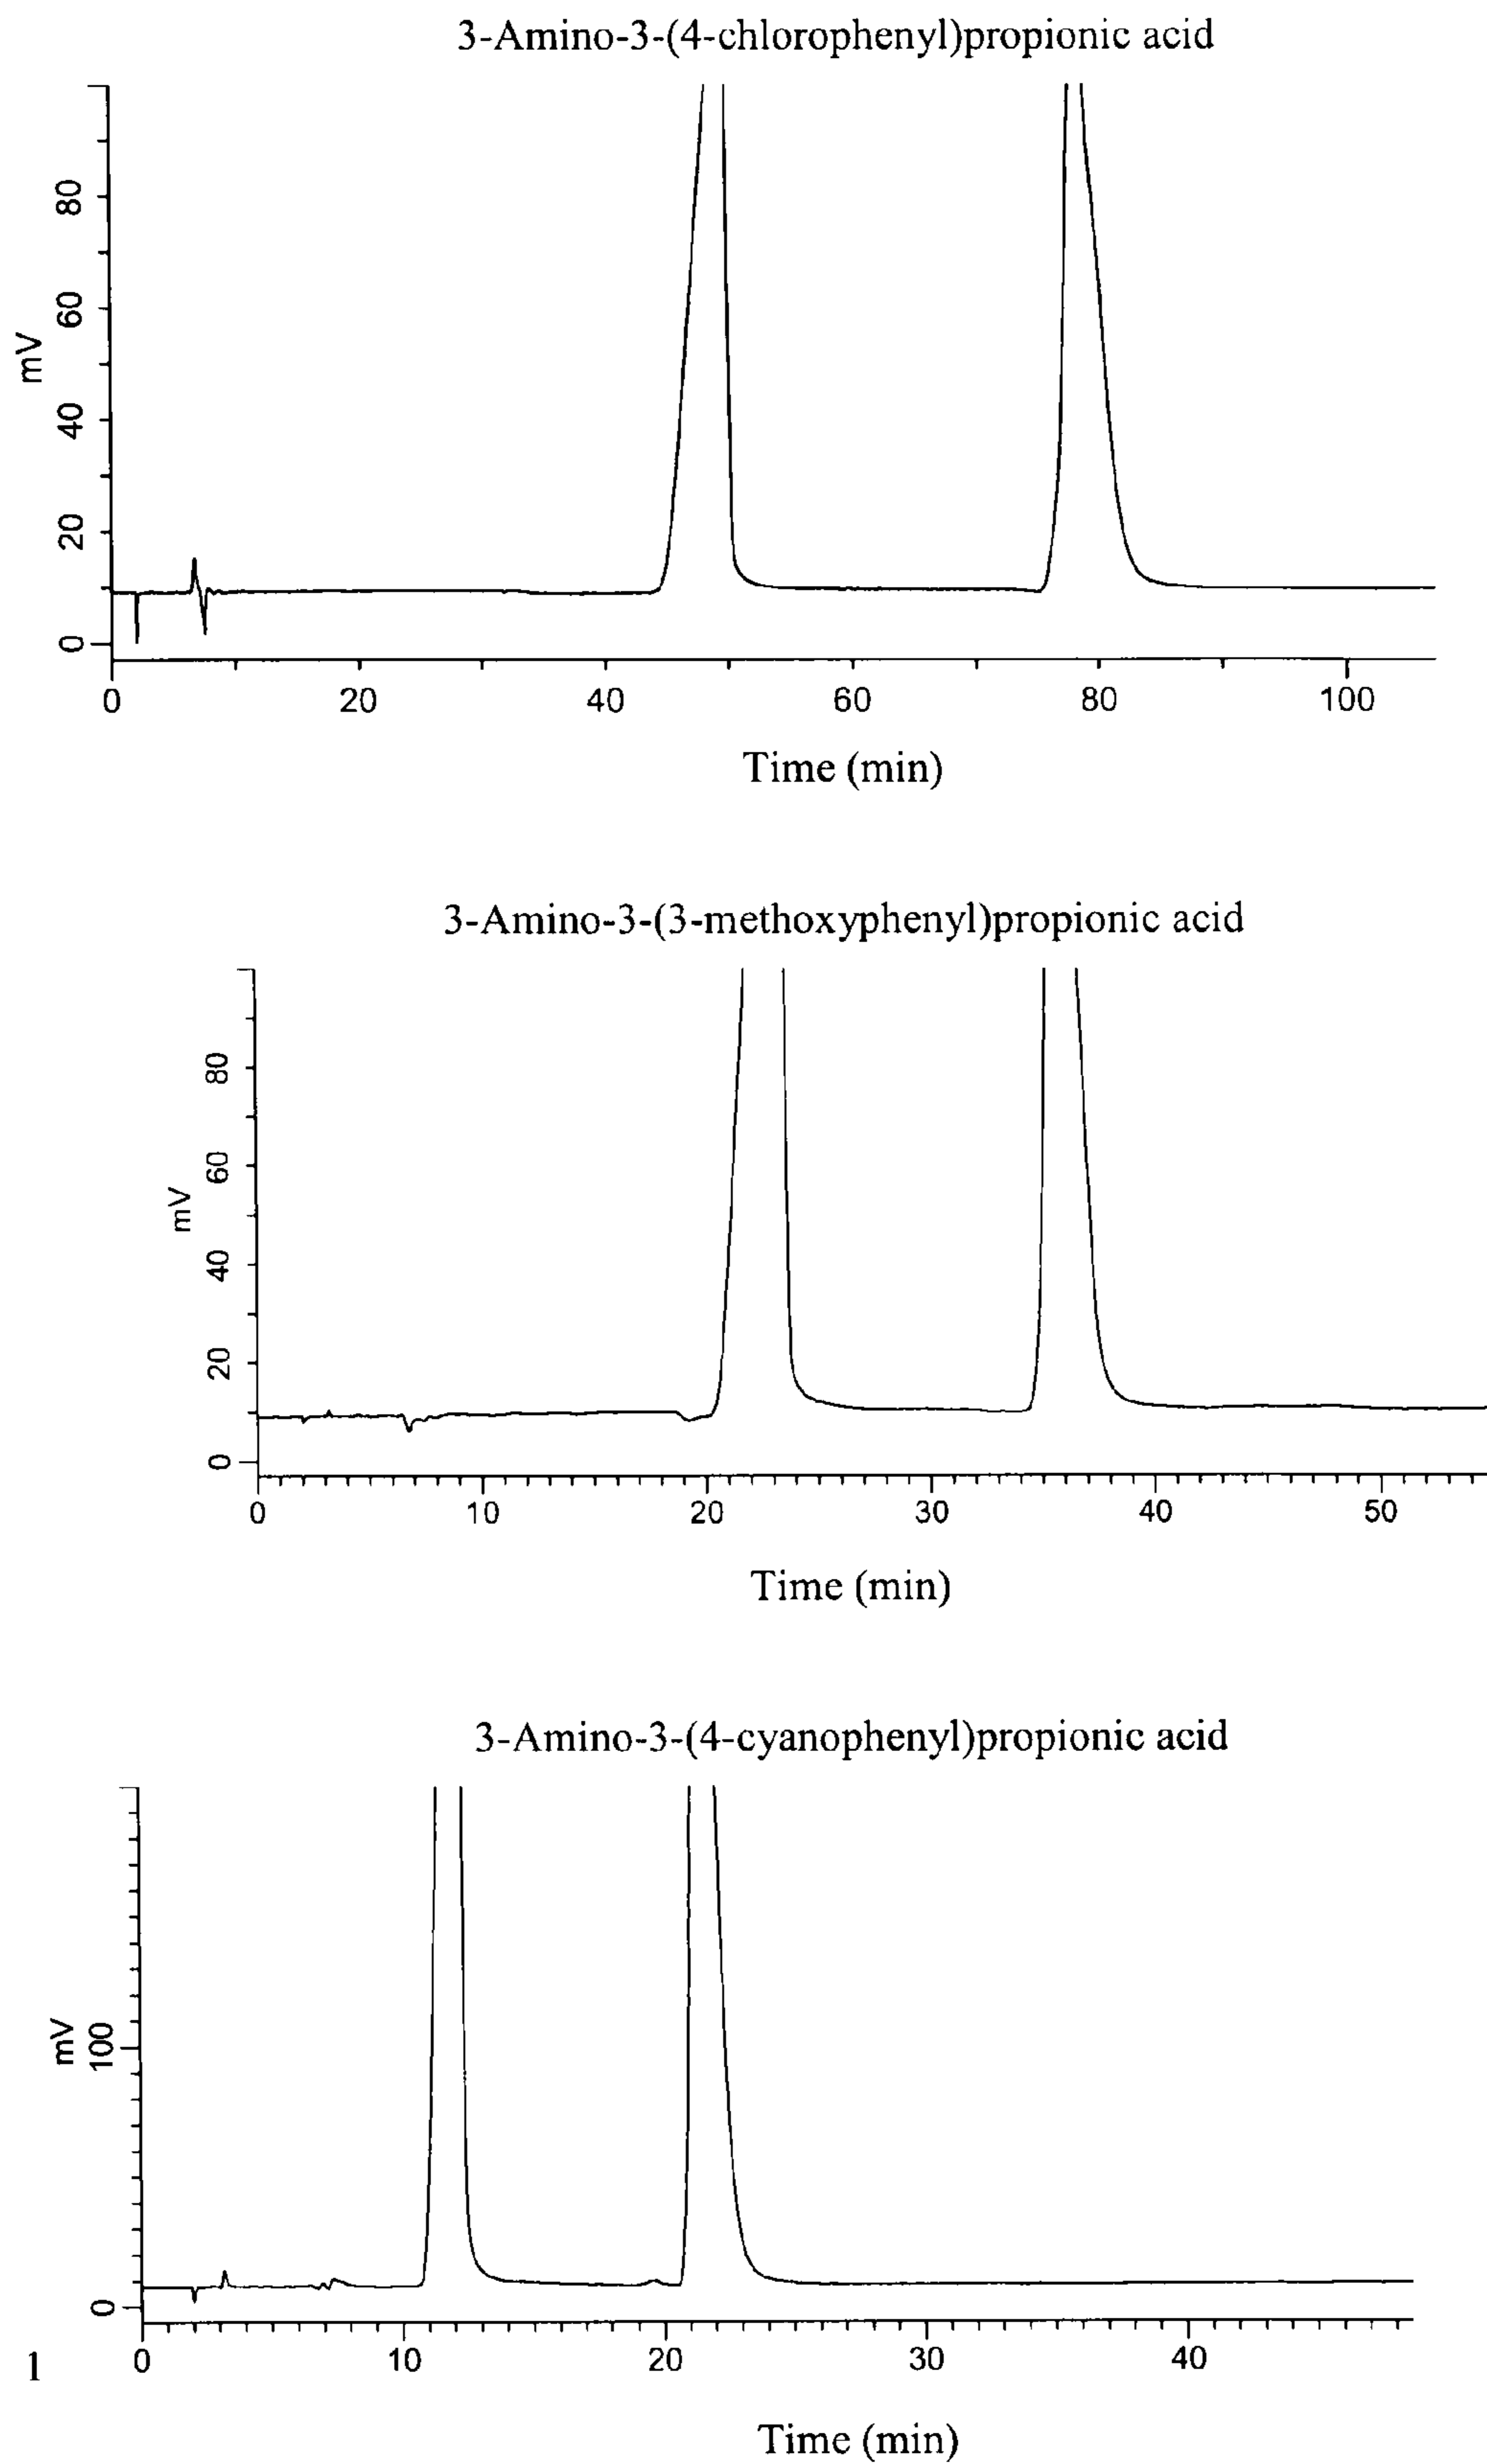 3-Amino-3-(4-chlorophenyl)propionic acid
80
60
mV
40
20
0
0 20 40 60 80 100
Time (min)
3-Amino-3-(3-methoxyphenyl)propionic acid
80
60
mV
40
20
0
0 10 20 30 40 50
Time (min)
3-Amino-3-(4-cyanophenyl)propionic acid
mV
100
0
0 10 20 30 40
1
Time (min)